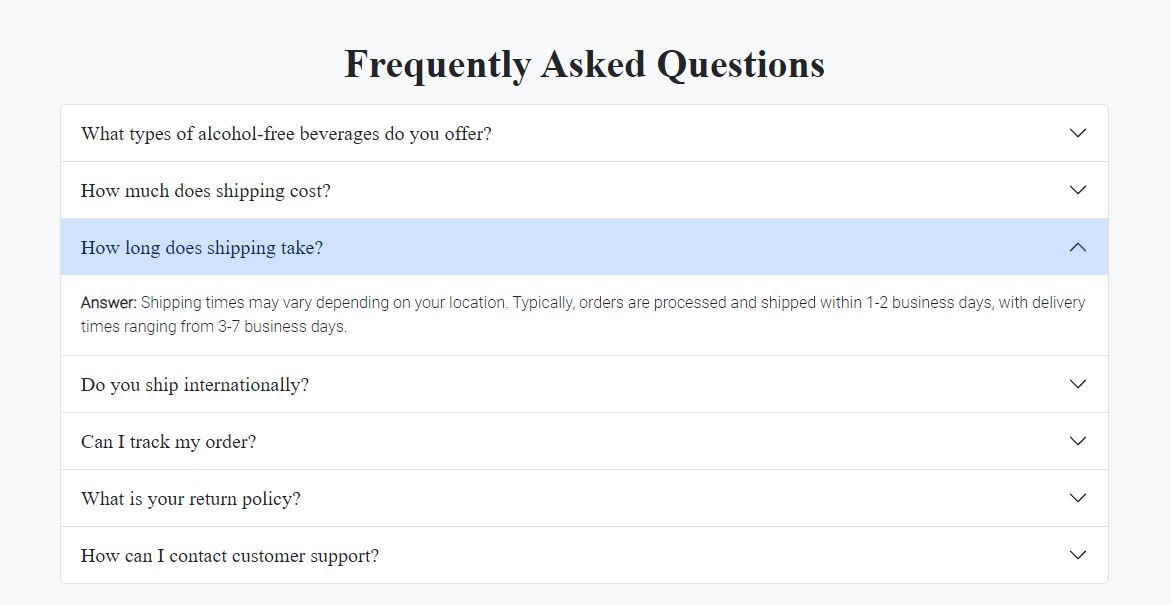 Frequently Asked Questions
What types of alcohol-free beverages do you offer?
How much does shipping cost?
How long does shipping take?
Answer: Shipping times may vary depending on your location. Typically, orders are processed and shipped within 1-2 business days, with delivery
times ranging from 3-7 business days.
Do you ship internationally?
Can I track my order?
What is your return policy?
How can I contact customer support?